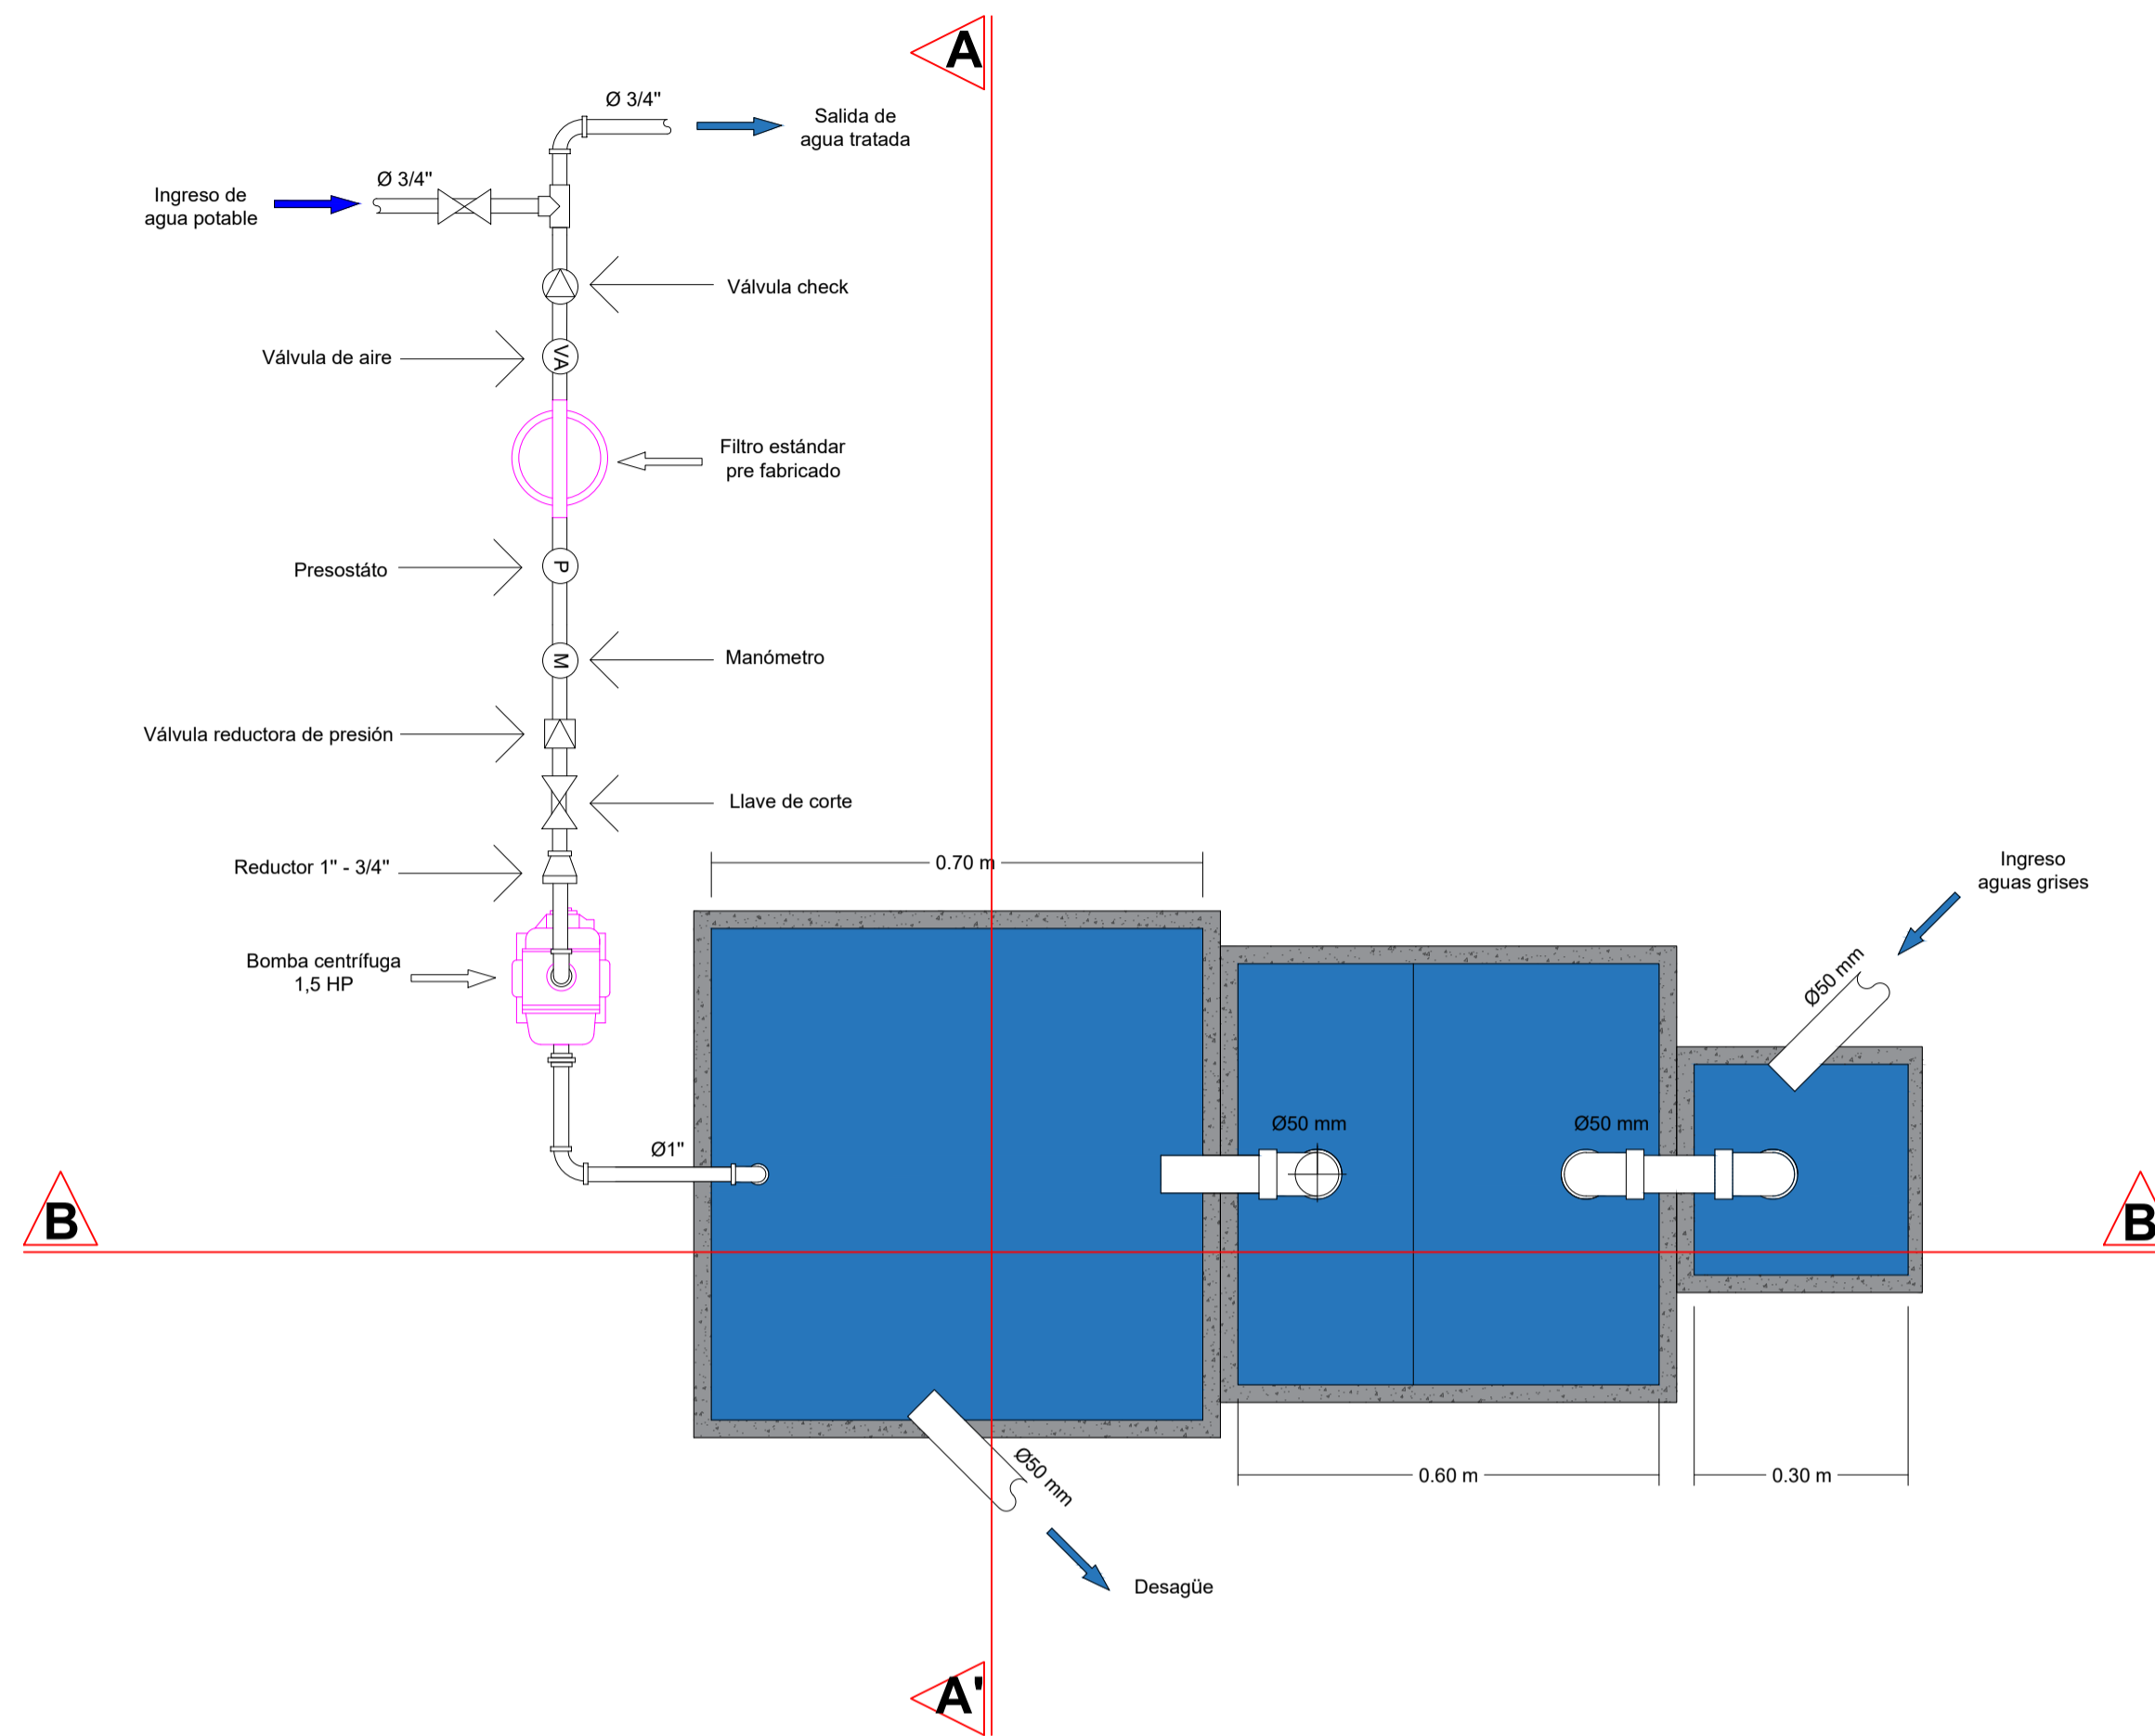 A
Ø 3/4"
Salida de
agua tratada
Ø 3/4"
Ingreso de
agua potable
Válvula check
Válvula de aire
VA
Filtro estándar
pre fabricado
Presostáto
P
Manómetro
M
Válvula reductora de presión
Llave de corte
Reductor 1" - 3/4"
0.70 m
Ingreso
aguas grises
Bomba centrífuga
1,5 HP
Ø50 mm
Ø50 mm
Ø50 mm
Ø1"
B
B
Ø50 mm
0.60 m
0.30 m
Desagüe
A'